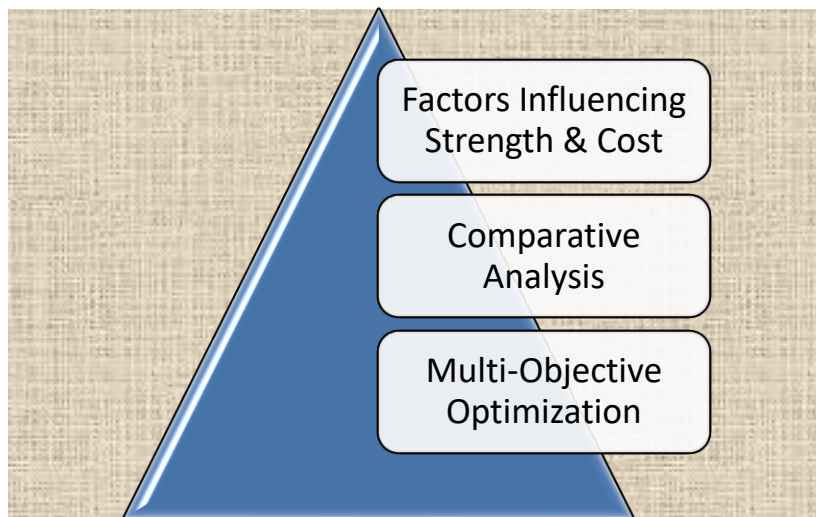 Factors Influencing
Strength & Cost
Comparative
Analysis
Multi-Objective
Optimization